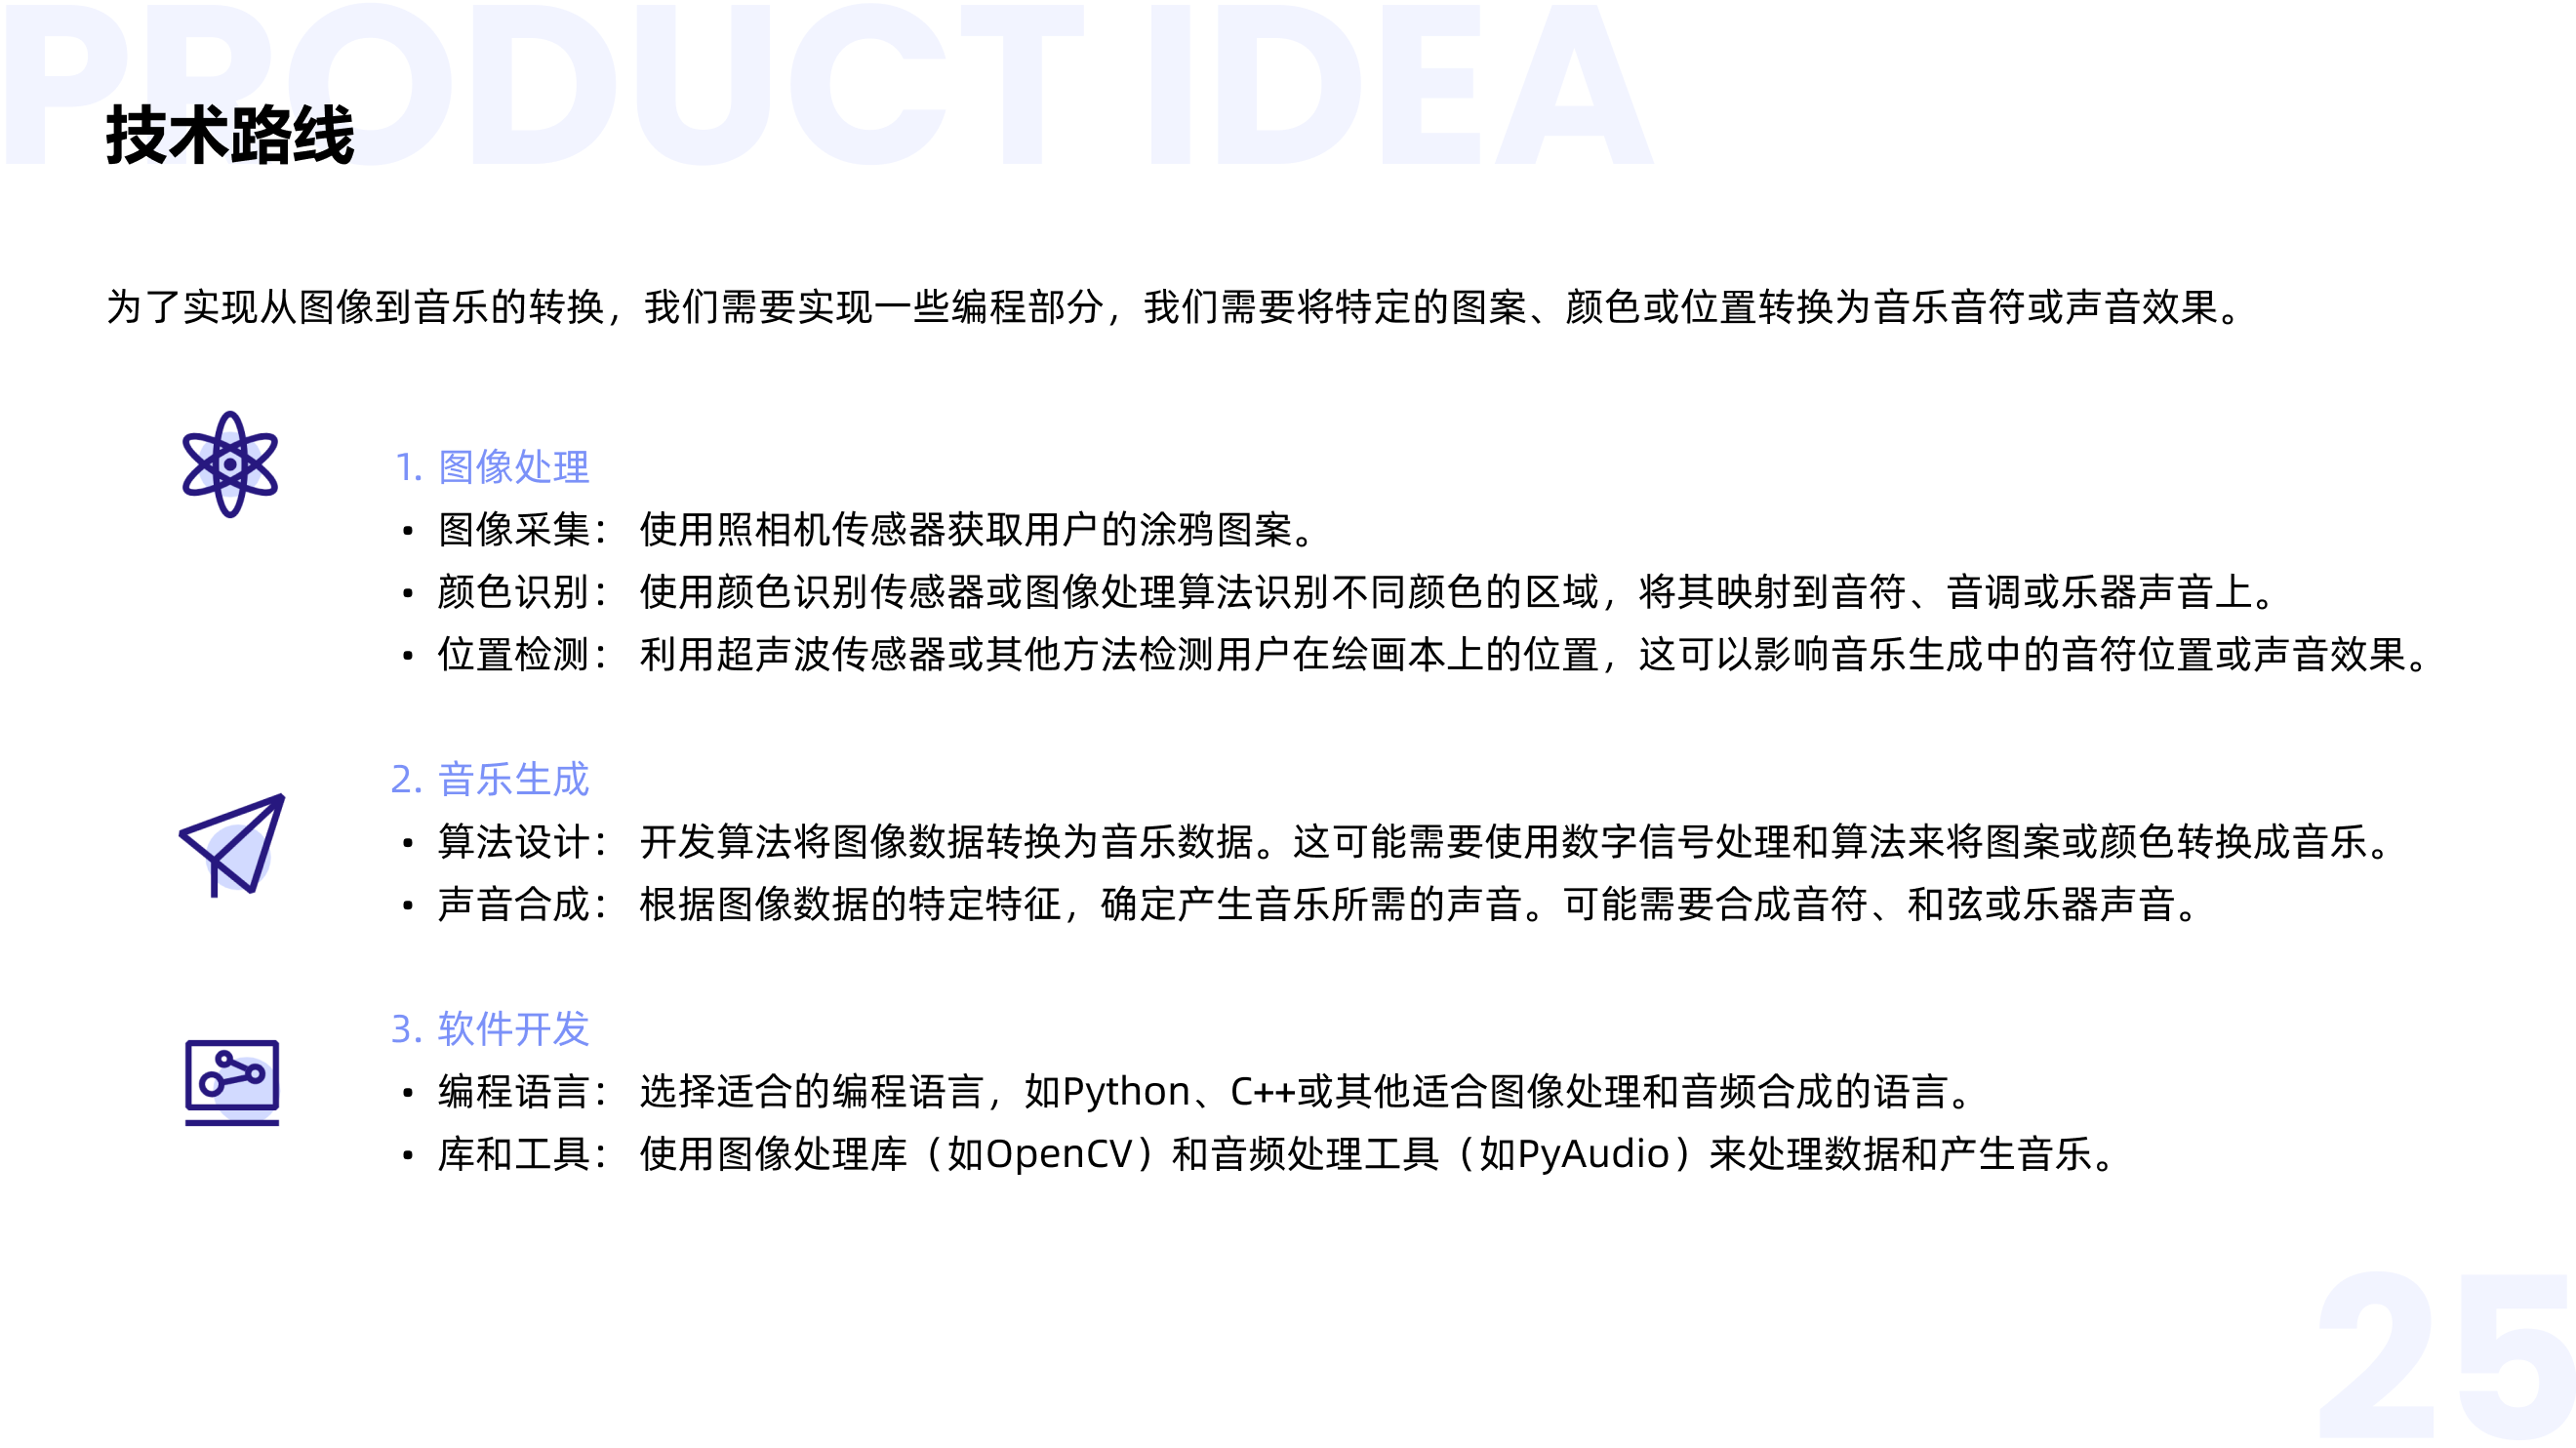 PRODUCT IDEA
技术路线
为了实现从图像到音乐的转换，我们需要实现一些编程部分，我们需要将特定的图案、颜色或位置转换为音乐音符或声音效果。
1. 图像处理
• 图像采集： 使用照相机传感器获取用户的涂鸦图案。
• 颜色识别： 使用颜色识别传感器或图像处理算法识别不同颜色的区域，将其映射到音符、音调或乐器声音上。
• 位置检测： 利用超声波传感器或其他方法检测用户在绘画本上的位置，这可以影响音乐生成中的音符位置或声音效果。
2. 音乐生成
• 算法设计： 开发算法将图像数据转换为音乐数据。这可能需要使用数字信号处理和算法来将图案或颜色转换成音乐。
• 声音合成： 根据图像数据的特定特征，确定产生音乐所需的声音。可能需要合成音符、和弦或乐器声音。
3. 软件开发
• 编程语言： 选择适合的编程语言，如Python、C++或其他适合图像处理和音频合成的语言。
• 库和工具： 使用图像处理库（如OpenCV）和音频处理工具（如PyAudio）来处理数据和产生音乐。
25